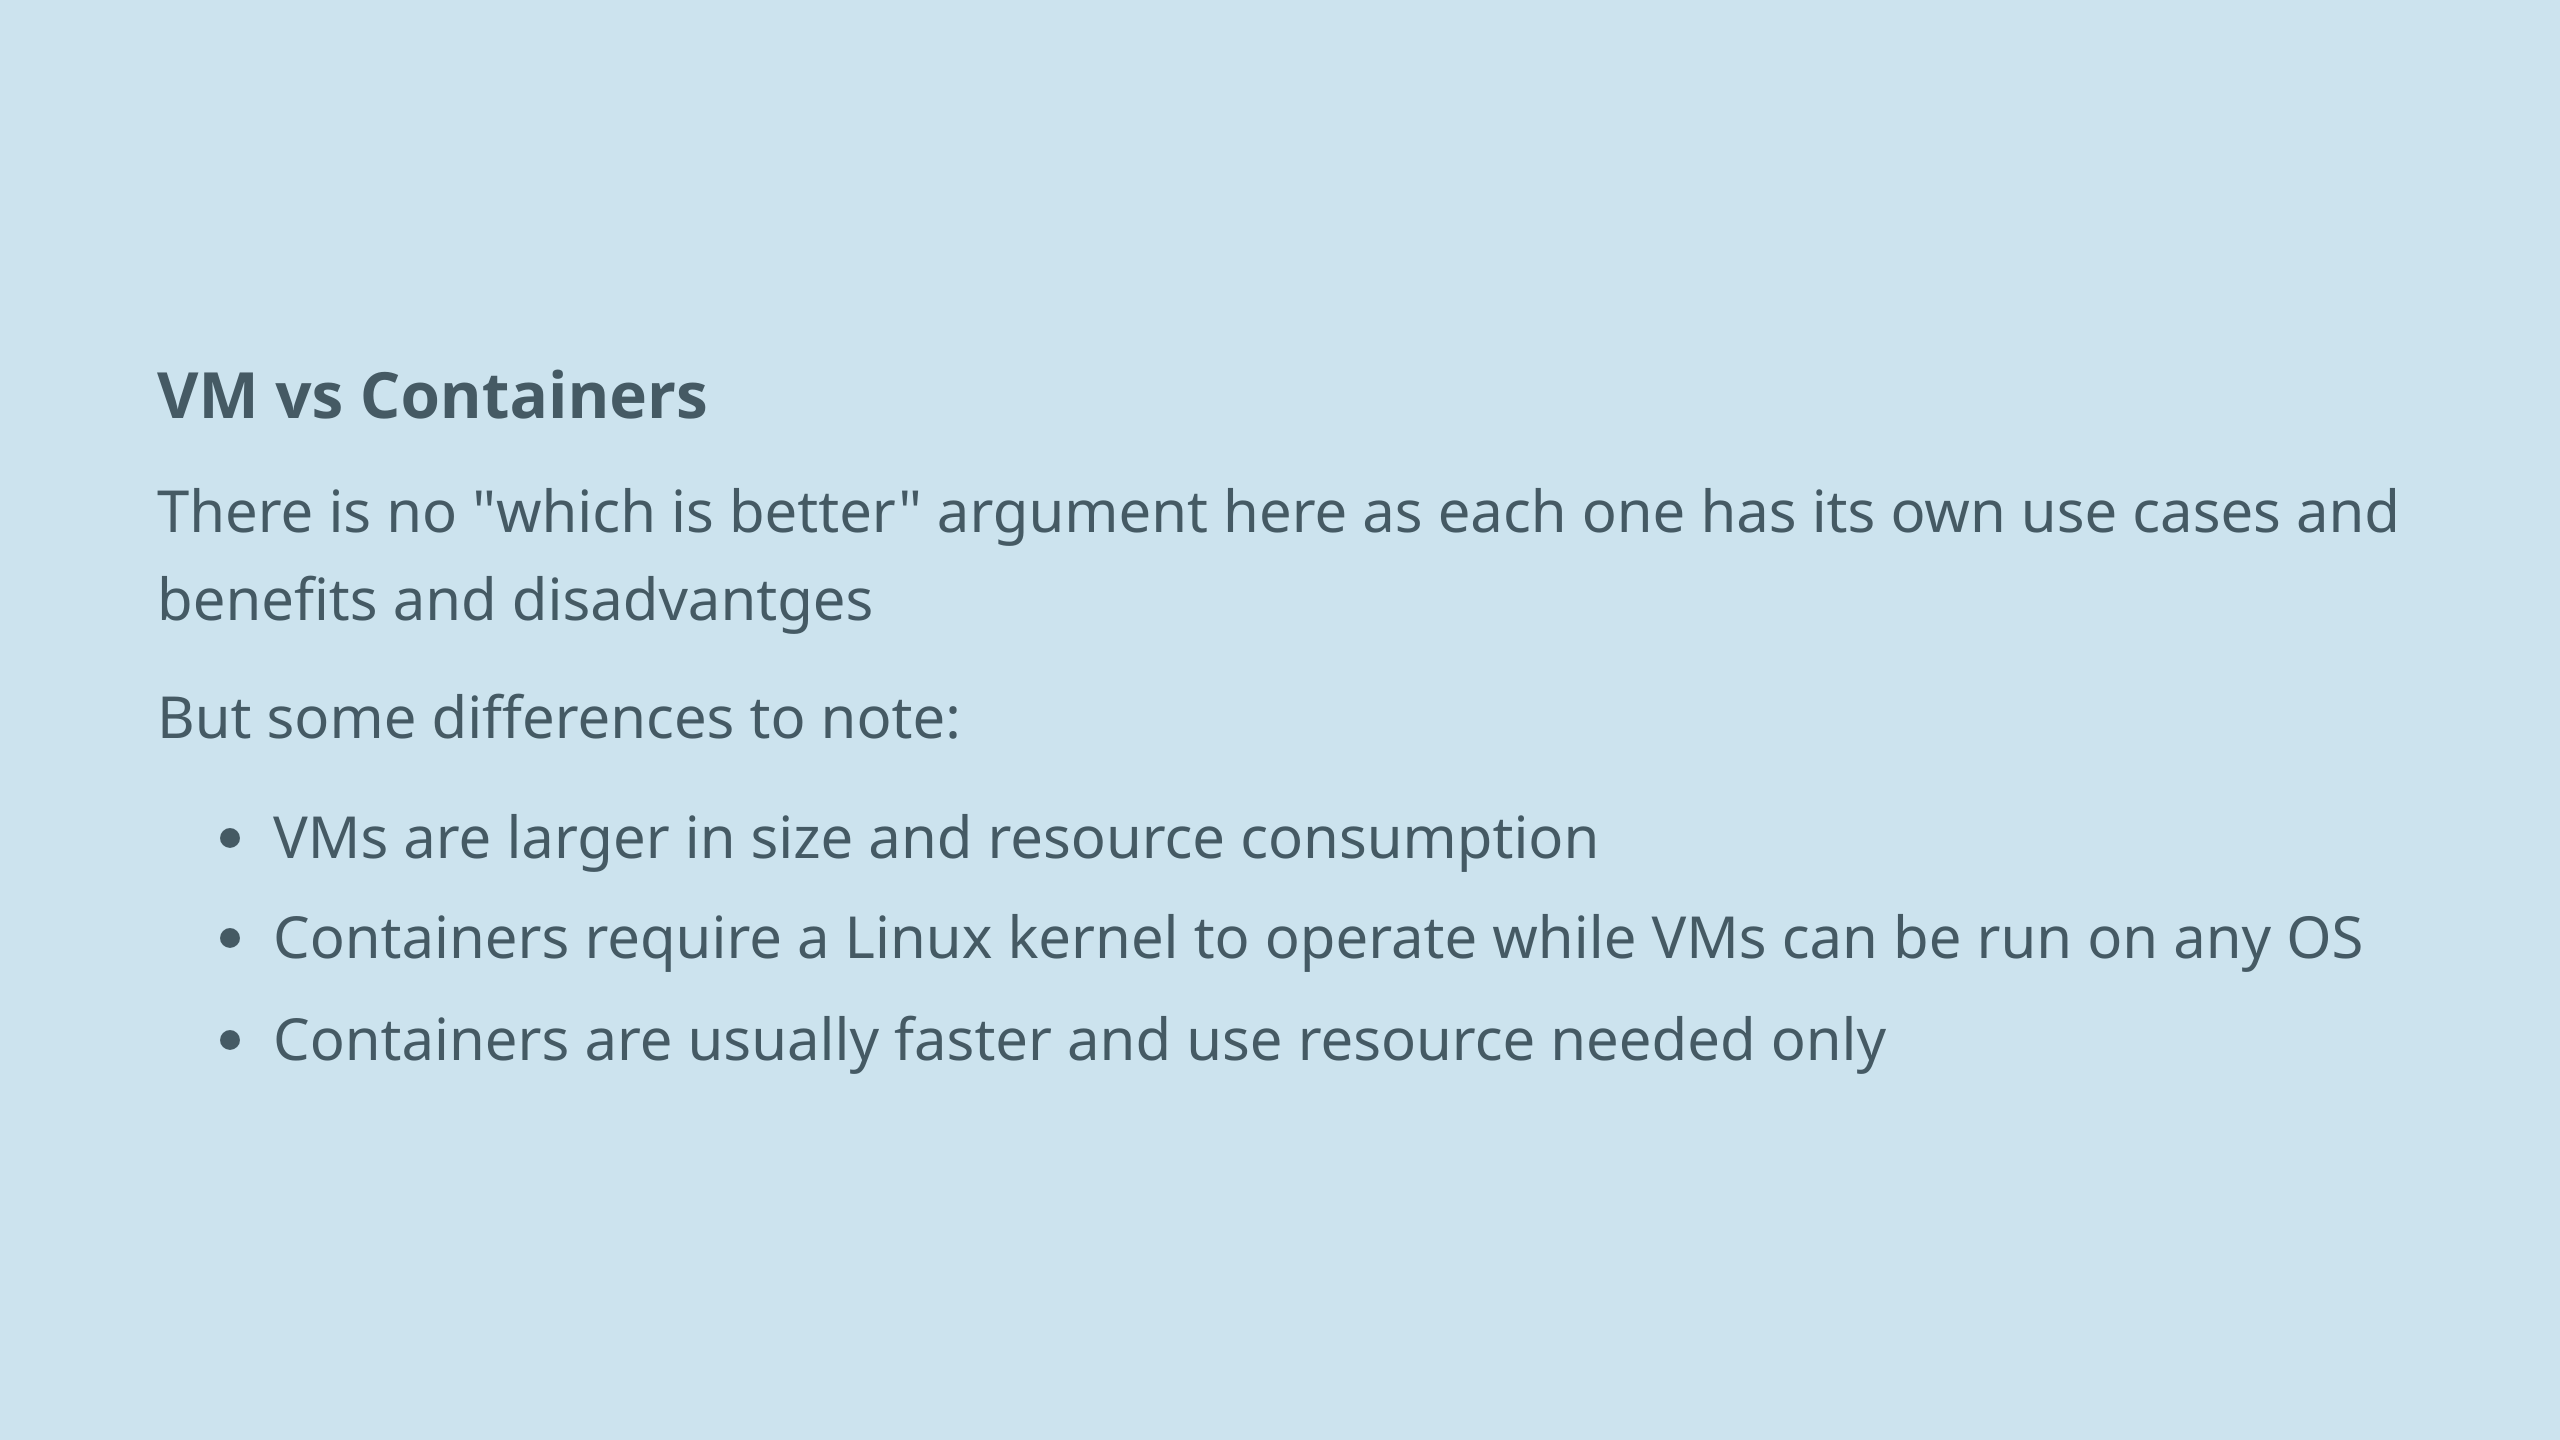 VM vs Containers
There is no "which is better" argument here as each one has its own use cases and
benefits and disadvantges
But some differences to note:
• VMs are larger in size and resource consumption
• Containers require a Linux kernel to operate while VMs can be run on any OS
• Containers are usually faster and use resource needed only